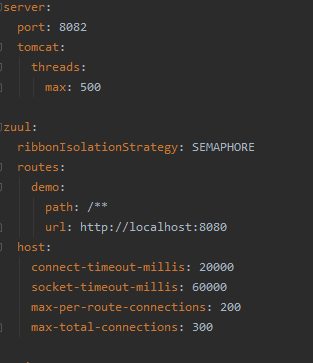 server:
  port: 8082
  tomcat:
    threads:
      max: 500
zuul:
  ribbonIsolationStrategy: SEMAPHORE
  routes:
    demo:
      path: /**
      url: http://localhost:8080
  host:
    connect-timeout-millis: 20000
    socket-timeout-millis: 60000
    max-per-route-connections: 200
    max-total-connections: 300